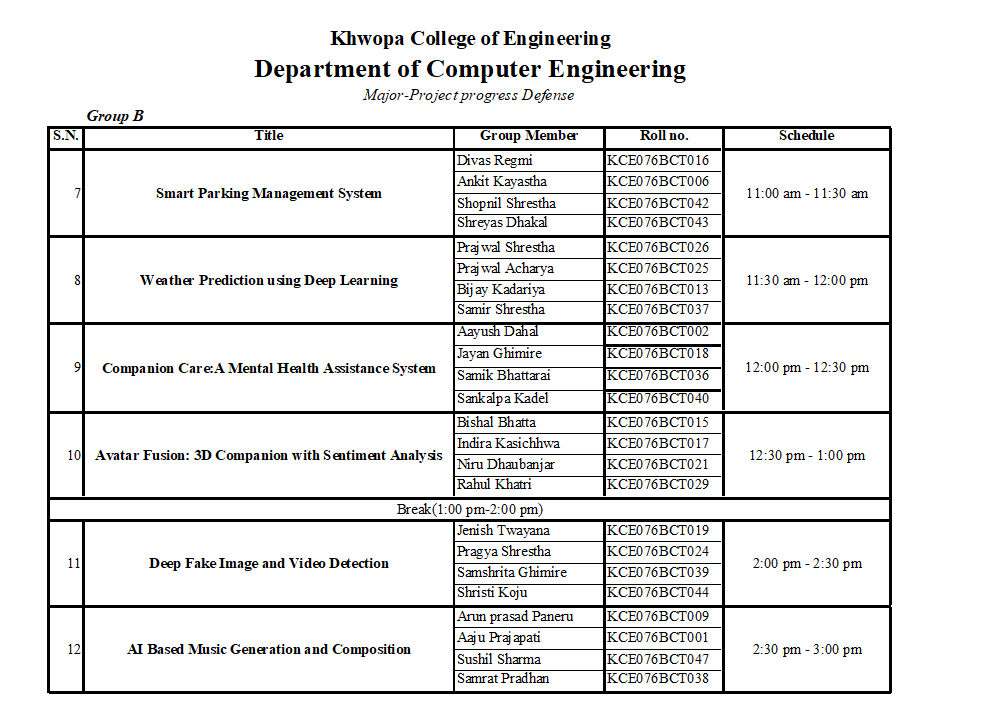 Khwopa College of Engineering
Department of Computer Engineering
Major-Project progress Defense
Group B
S.N. Title Group Member Roll no. Schedule
7 Smart Parking Management System Divas Regmi KCE076BCT016 11:00 am - 11:30 am
Ankit Kayastha KCE076BCT006
Shopnil Shrestha KCE076BCT042
Shreyas Dhakal KCE076BCT043
8 Weather Prediction using Deep Learning Prajwal Shrestha KCE076BCT026 11:30 am - 12:00 pm
Prajwal Acharya KCE076BCT025
Bijay Kadariya KCE076BCT013
Samir Shrestha KCE076BCT037
9 Companion Care:A Mental Health Assistance System Aayush Dahal KCE076BCT002 12:00 pm - 12:30 pm
Jayan Ghimire KCE076BCT018
Samik Bhattarai KCE076BCT036
Sankalpa Kadel KCE076BCT040
10 Avatar Fusion: 3D Companion with Sentiment Analysis Bishal Bhatta KCE076BCT015 12:30 pm - 1:00 pm
Indira Kasichhwa KCE076BCT017
Niru Dhaubanjar KCE076BCT021
Rahul Khatri KCE076BCT029
Break(1:00 pm-2:00 pm)
11 Deep Fake Image and Video Detection Jenish Twayana KCE076BCT019 2:00 pm - 2:30 pm
Pragya Shrestha KCE076BCT024
Samshrita Ghimire KCE076BCT039
Shristi Koju KCE076BCT044
12 AI Based Music Generation and Composition Arun prasad Paneru KCE076BCT009 2:30 pm - 3:00 pm
Aaju Prajapati KCE076BCT001
Sushil Sharma KCE076BCT047
Samrat Pradhan KCE076BCT038